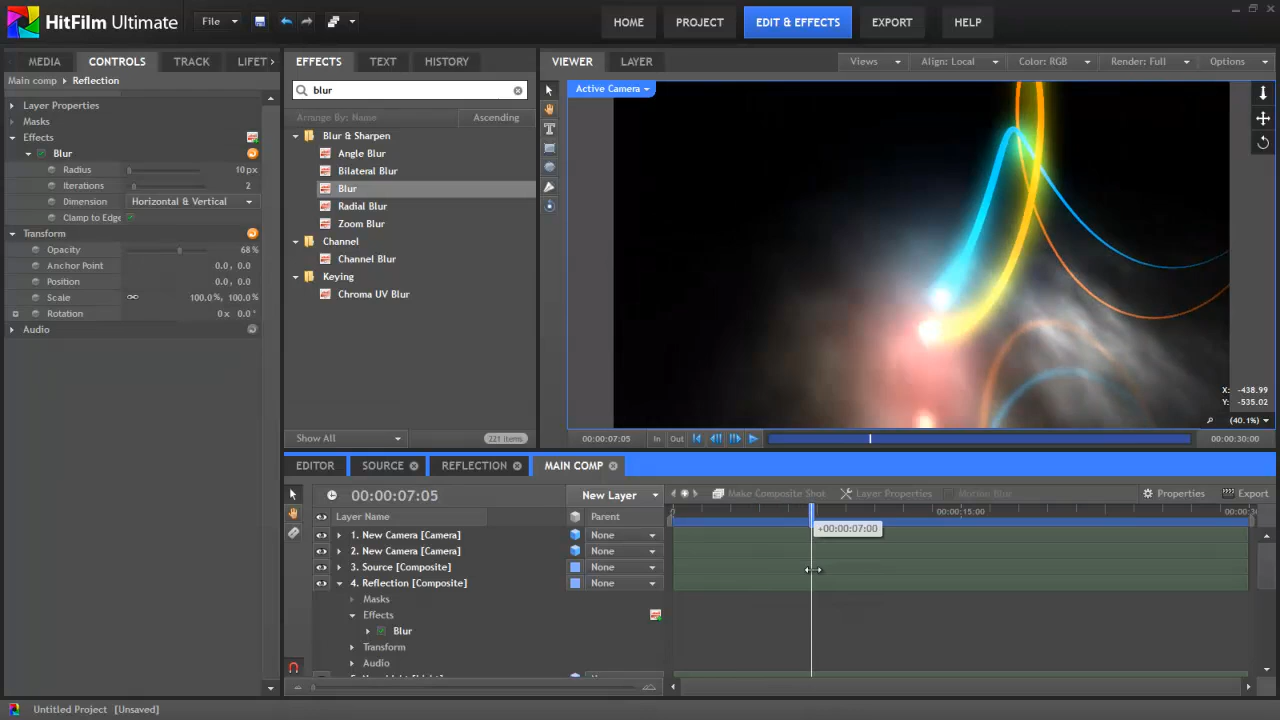 HitFilm Ultimate
File
HOME
PROJECT
EDIT & EFFECTS
EXPORT
HELP
MEDIA
CONTROLS
TRACK
LIFET
Main comp
Reflection
Layer Properties
Masks
Effects
Blur
Radius
10 px
Iterations
2
Dimension
Horizontal & Vertical
Clamp to Edge
Transform
Opacity
68 %
Anchor Point
0.0, 0.0
Position
0.0, 0.0
Scale
100.0 %, 100.0 %
Rotation
0 x 0.0 °
Audio
EFFECTS
TEXT
HISTORY
blur
Arrange By: Name
Ascending
Blur & Sharpen
Angle Blur
Bilateral Blur
Blur
Radial Blur
Zoom Blur
Channel
Channel Blur
Keying
Chroma UV Blur
Show All
221 items
VIEWER
LAYER
Views
Align: Local
Color: RGB
Render: Full
Options
Active Camera
X: -438.99
Y: -535.02
(40.1%)
00:00:07:05
In
Out
00:00:30:00
EDITOR
SOURCE
REFLECTION
MAIN COMP
00:00:07:05
New Layer
Make Composite Shot
Layer Properties
Motion Blur
Properties
Export
Layer Name
Parent
0
00:00:15:00
+00:00:07:00
1. New Camera [Camera]
None
2. New Camera [Camera]
None
3. Source [Composite]
None
4. Reflection [Composite]
None
Masks
Effects
Blur
Transform
Audio
Untitled Project
[Unsaved]